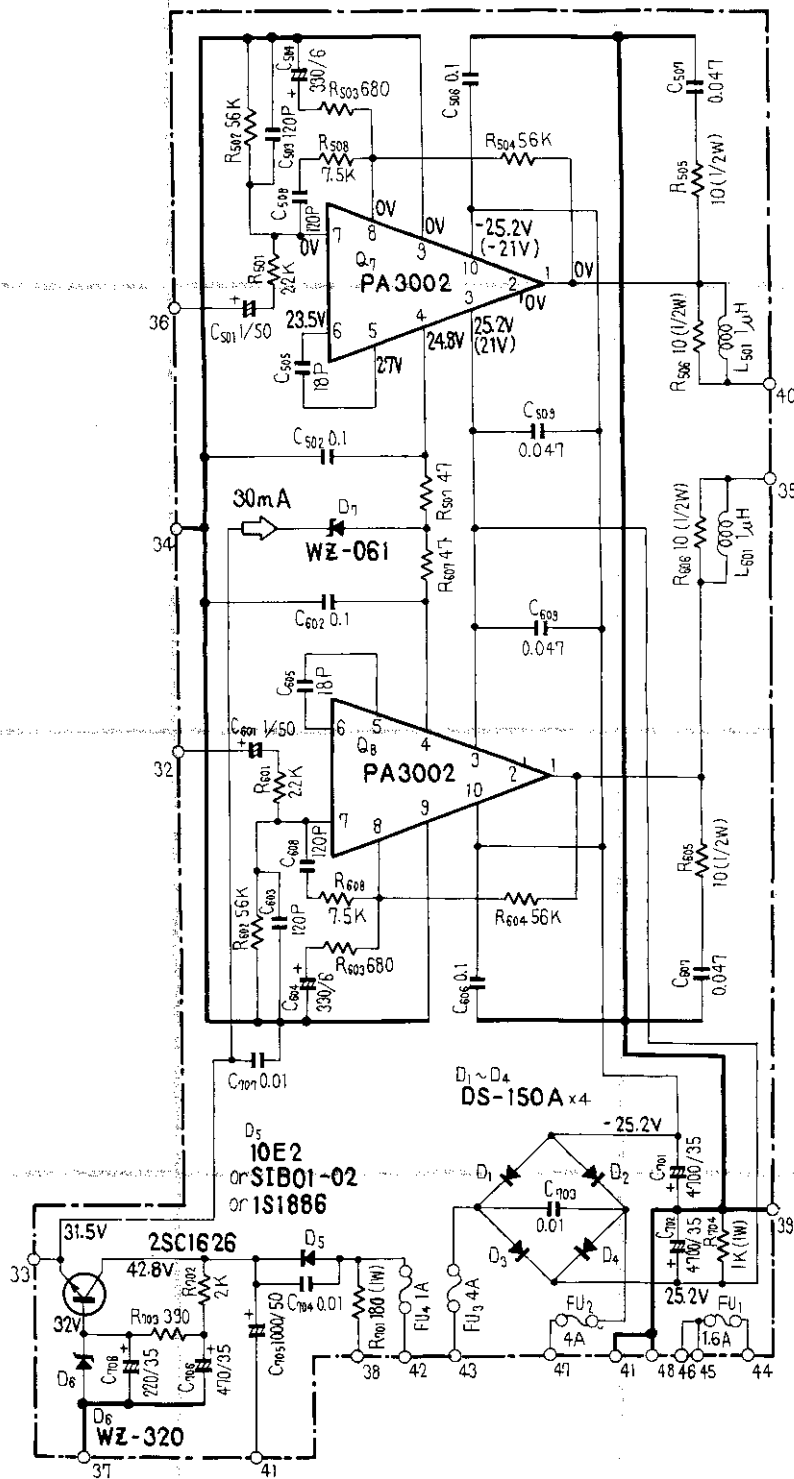 C504
330/6
+
R503 680
C506 0.1
C507
0.047
R502 56K
C503 120P
R508
7.5K
R504 56K
R505
10 (1/2W)
C508
120P
0V
0V
-25.2V
(-21V)
7
8
9
10
0V
Q7
PA3002
1
2
0V
0V
R501
2.2K
36
+
C501 1/50
23.5V
6
5
4
3
24.8V
25.2V
(21V)
27V
C505
18P
R506 10 (1/2W)
L501 1μH
40
C509
0.047
C502 0.1
R507 47
35
30mA
D7
WZ-061
34
R607 47
R606 10 (1/2W)
L601 1μH
C602 0.1
C609
0.047
C605
18P
C601 1/50
+
32
R601
2.2K
6
5
Q8
PA3002
4
3
2
1
7
8
9
10
C608
120P
R605
10 (1/2W)
R602 56K
C603
120P
R608
7.5K
R604 56K
R603 680
+
C604
330/6
C606 0.1
C607
0.047
C707 0.01
D1~D4
DS-150A ×4
D5
10E2
or SIB01-02
or 1S1886
-25.2V
D1
D2
C703
0.01
D3
D4
C701
4700/35
+
C702
4700/35
+
R704
1K (1W)
39
25.2V
31.5V
33
2SC1626
42.8V
R702
2K
D5
C704 0.01
32V
R703 390
D6
+
C708
220/35
+
C706
470/35
+
C705 1000/50
R701 180 (1W)
FU4 1A
FU3 4A
FU2
4A
FU1
1.6A
D6
WZ-320
38
42
43
47
41
48
46
45
44
37
41